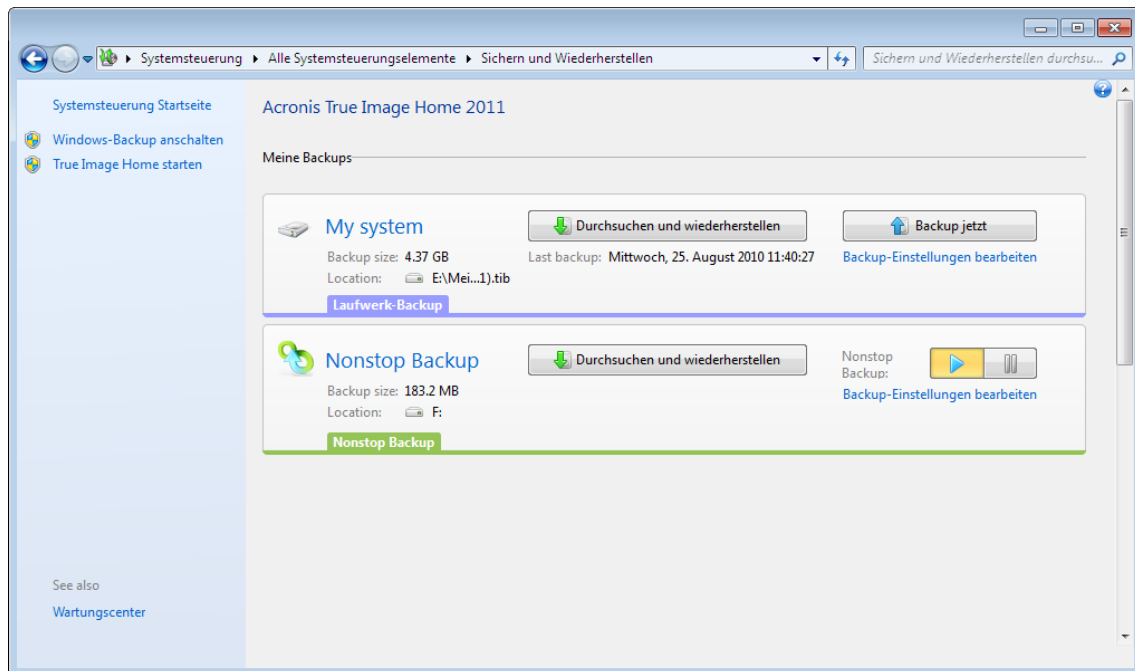 Systemsteuerung ▸ Alle Systemsteuerungselemente ▸ Sichern und Wiederherstellen
Sichern und Wiederherstellen durchsu...
Systemsteuerung Startseite
Windows-Backup anschalten
True Image Home starten
See also
Wartungscenter
Acronis True Image Home 2011
Meine Backups
My system
Durchsuchen und wiederherstellen
Backup jetzt
Backup size: 4.37 GB
Last backup: Mittwoch, 25. August 2010 11:40:27
Backup-Einstellungen bearbeiten
Location: E:\Mei...1).tib
Laufwerk-Backup
Nonstop Backup
Durchsuchen und wiederherstellen
Nonstop
Backup:
Backup size: 183.2 MB
Backup-Einstellungen bearbeiten
Location: F:
Nonstop Backup